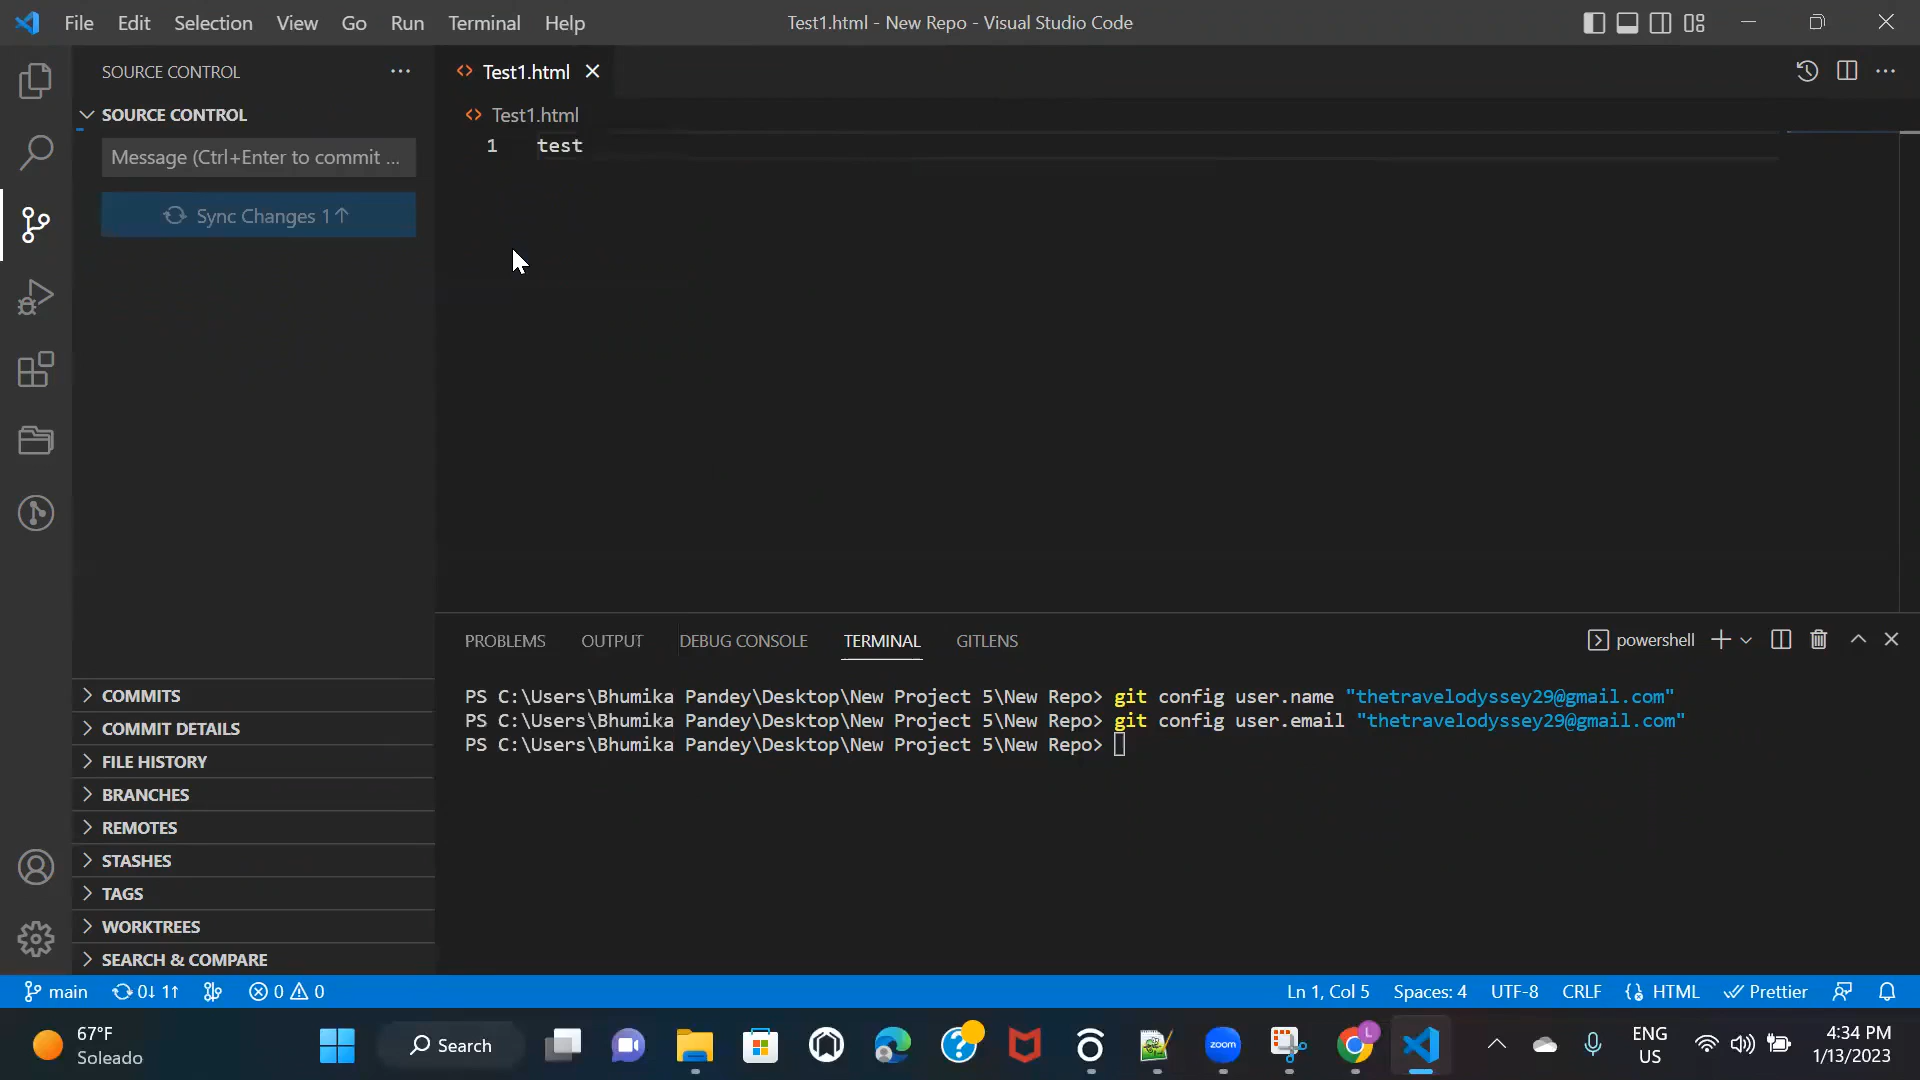 File Edit Selection View Go Run Terminal Help
Test1.html - New Repo - Visual Studio Code
SOURCE CONTROL
Test1.html
SOURCE CONTROL
Test1.html
Message (Ctrl+Enter to commit ...
1 test
Sync Changes 1↑
PROBLEMS OUTPUT DEBUG CONSOLE TERMINAL GITLENS
powershell
PS C:\Users\Bhumika Pandey\Desktop\New Project 5\New Repo> git config user.name "thetravelodyssey29@gmail.com"
PS C:\Users\Bhumika Pandey\Desktop\New Project 5\New Repo> git config user.email "thetravelodyssey29@gmail.com"
PS C:\Users\Bhumika Pandey\Desktop\New Project 5\New Repo>
COMMITS
COMMIT DETAILS
FILE HISTORY
BRANCHES
REMOTES
STASHES
TAGS
WORKTREES
SEARCH & COMPARE
main 0↓ 1↑ 0 0
Ln 1, Col 5 Spaces: 4 UTF-8 CRLF HTML Prettier
67°F
Soleado
Search
zoom
L
ENG
US
4:34 PM
1/13/2023